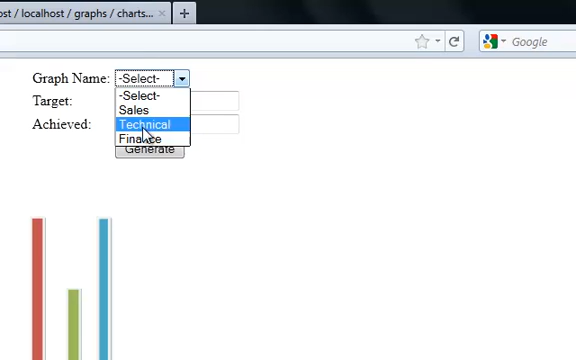 ost / localhost / graphs / charts...
Google
Graph Name: -Select-
-Select-
Target:
Sales
Achieved: Technical
Finance
Generate